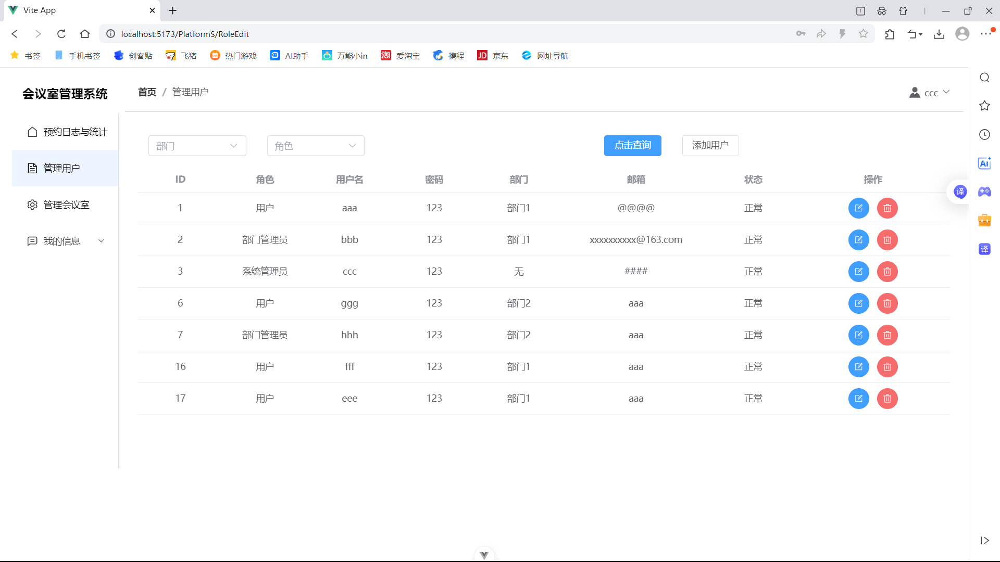 Vite App
1
localhost:5173/PlatformS/RoleEdit
书签 手机书签 创客贴 飞猪 热门游戏 AI助手 万能小in 淘 爱淘宝 携程 JD 京东 网址导航
会议室管理系统
首页 / 管理用户
ccc
预约日志与统计
管理用户
管理会议室
我的信息
部门 角色 点击查询 添加用户
ID 角色 用户名 密码 部门 邮箱 状态 操作
1 用户 aaa 123 部门1 @@@@ 正常
2 部门管理员 bbb 123 部门1 xxxxxxxxxx@163.com 正常
3 系统管理员 ccc 123 无 #### 正常
6 用户 ggg 123 部门2 aaa 正常
7 部门管理员 hhh 123 部门2 aaa 正常
16 用户 fff 123 部门1 aaa 正常
17 用户 eee 123 部门1 aaa 正常
AI
译
译